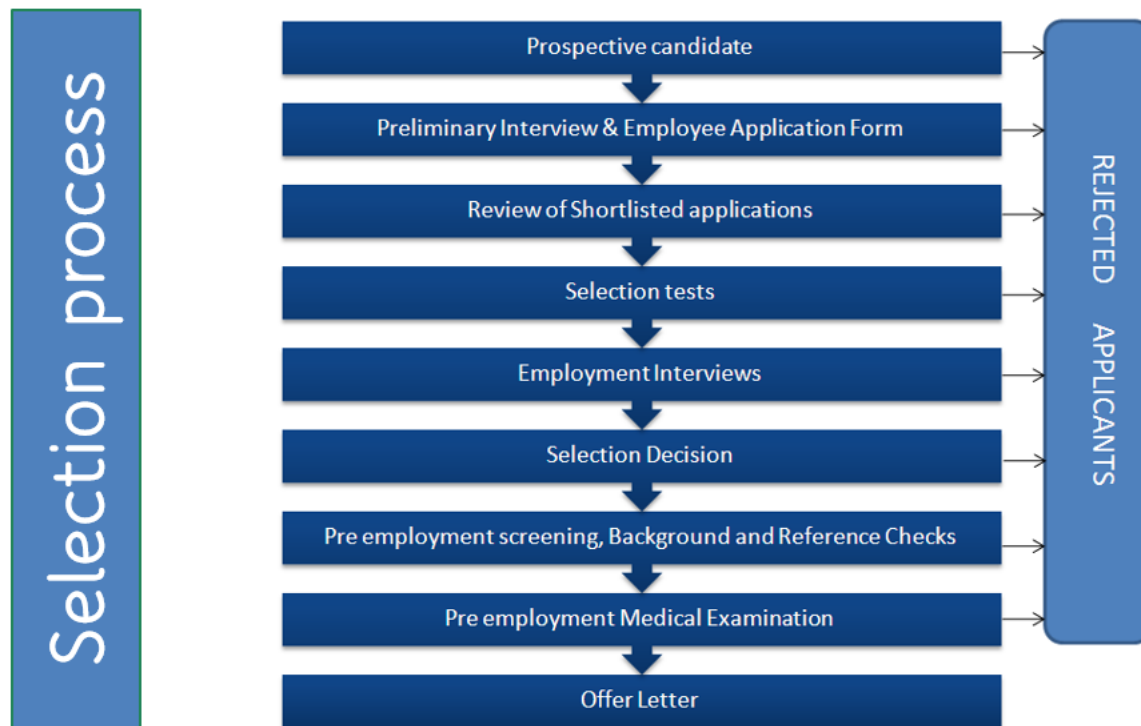 Selection process
Prospective candidate
Preliminary Interview & Employee Application Form
Review of Shortlisted applications
Selection tests
Employment Interviews
Selection Decision
Pre employment screening, Background and Reference Checks
Pre employment Medical Examination
Offer Letter
REJECTED APPLICANTS